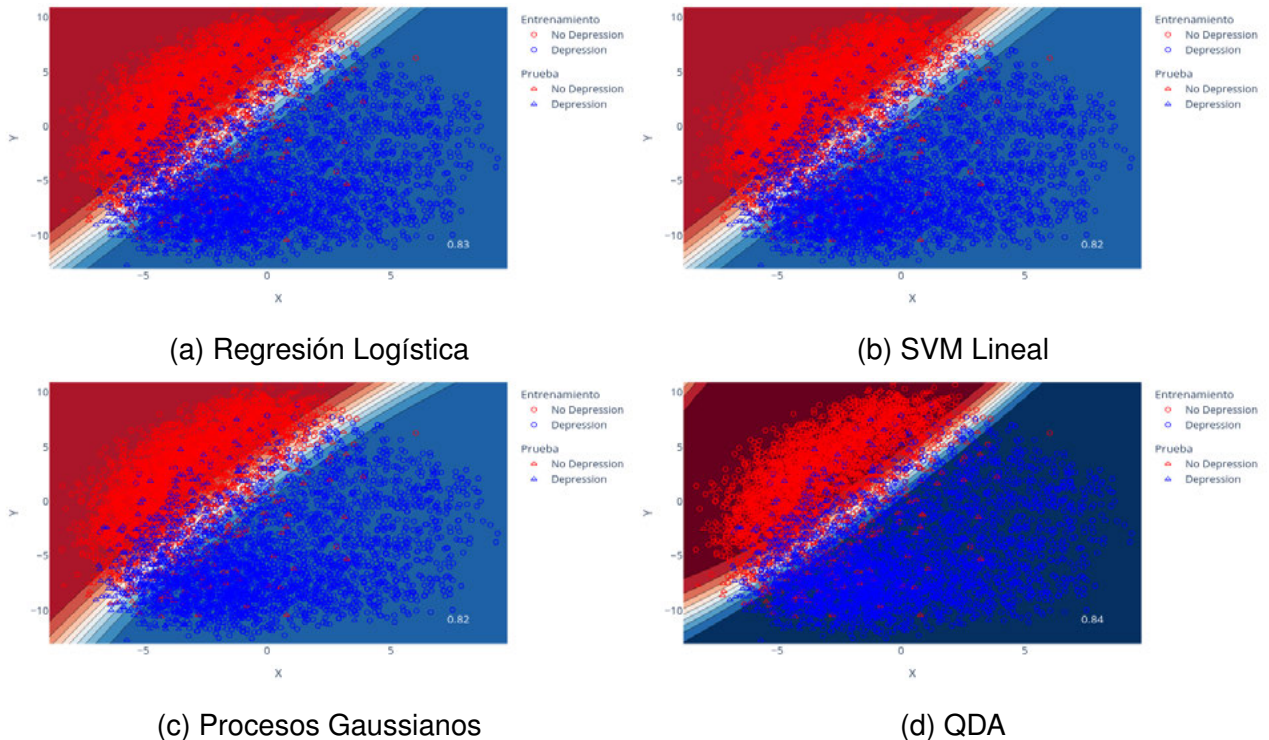 10
5
0
−5
−10
Y
−5
0
5
X
0.83
Entrenamiento
No Depression
Depression
Prueba
No Depression
Depression
(a) Regresión Logística
10
5
0
−5
−10
Y
−5
0
5
X
0.82
Entrenamiento
No Depression
Depression
Prueba
No Depression
Depression
(b) SVM Lineal
10
5
0
−5
−10
Y
−5
0
5
X
0.82
Entrenamiento
No Depression
Depression
Prueba
No Depression
Depression
(c) Procesos Gaussianos
10
5
0
−5
−10
Y
−5
0
5
X
0.84
Entrenamiento
No Depression
Depression
Prueba
No Depression
Depression
(d) QDA